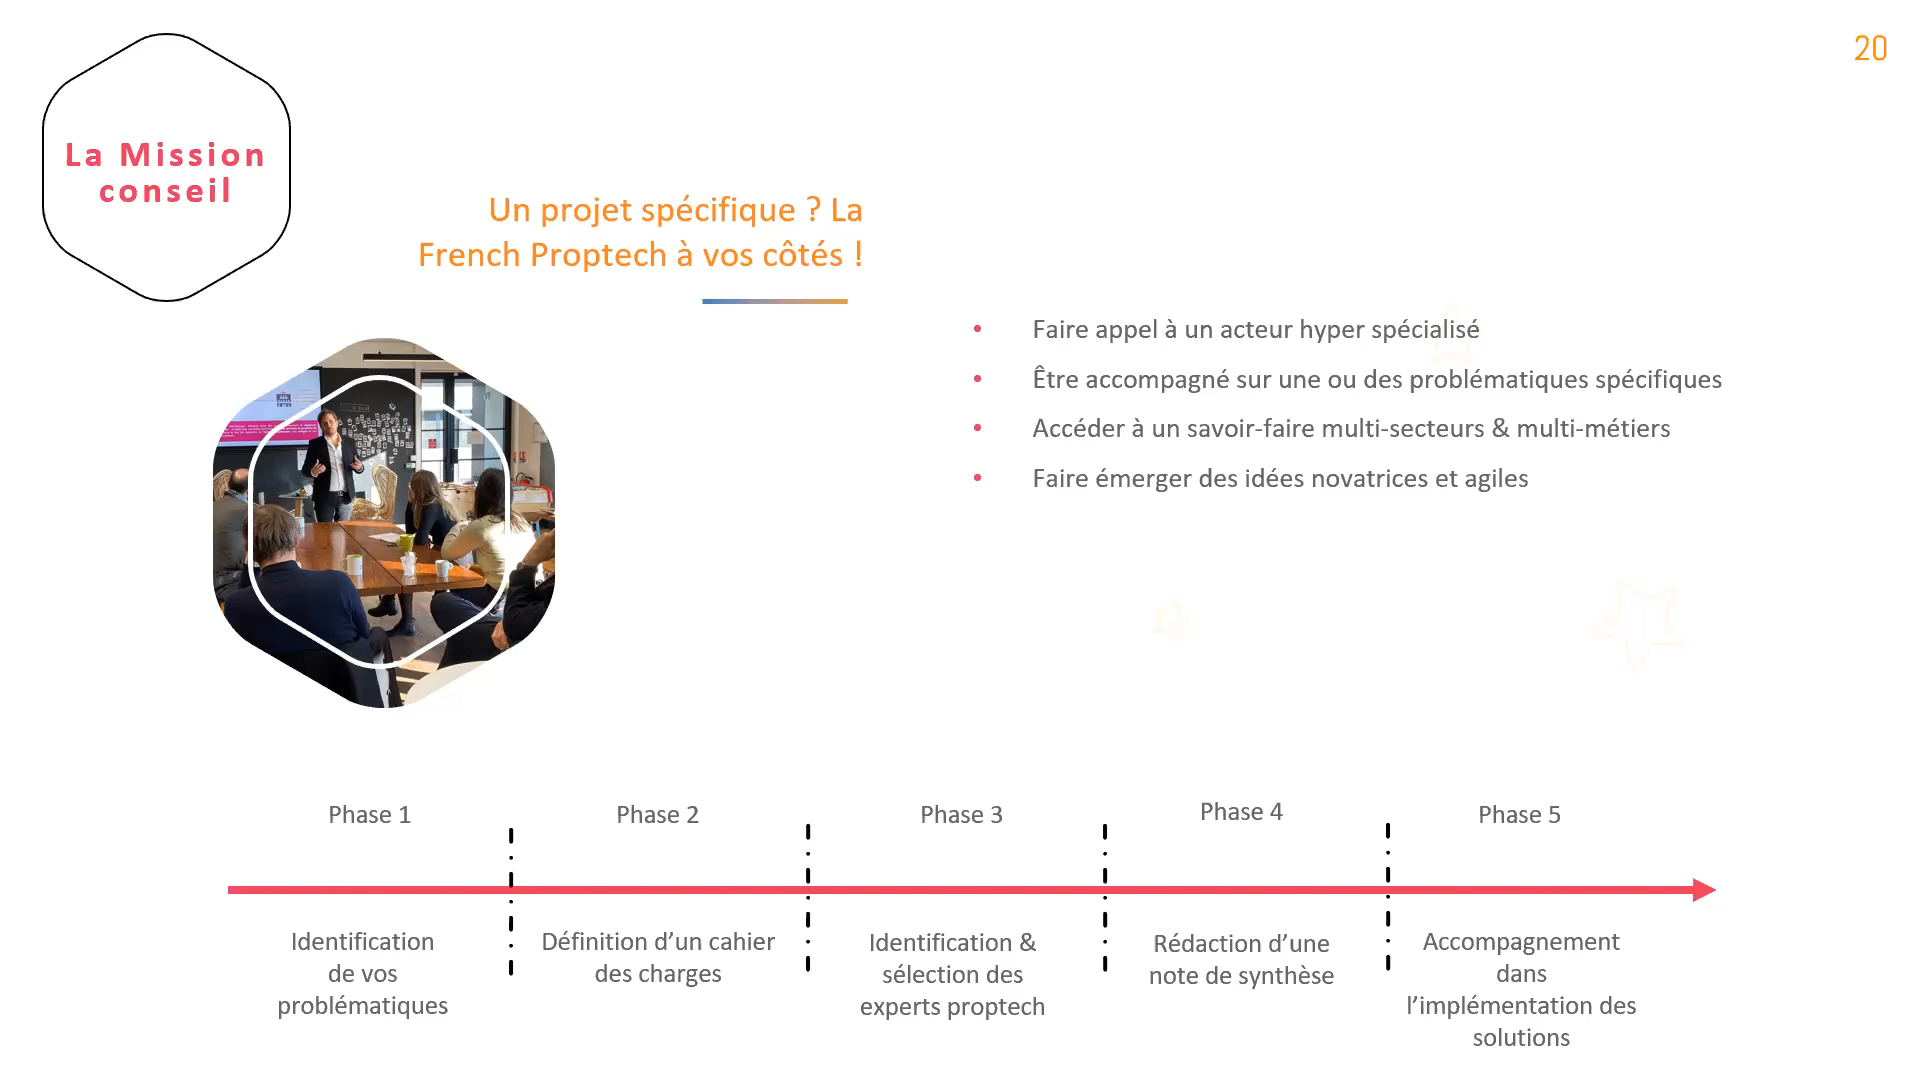 20
La Mission
conseil
Un projet spécifique ? La
French Proptech à vos côtés !
• Faire appel à un acteur hyper spécialisé
• Être accompagné sur une ou des problématiques spécifiques
• Accéder à un savoir-faire multi-secteurs & multi-métiers
• Faire émerger des idées novatrices et agiles
Phase 1
Phase 2
Phase 3
Phase 4
Phase 5
Identification
de vos
problématiques
Définition d’un cahier
des charges
Identification &
sélection des
experts proptech
Rédaction d’une
note de synthèse
Accompagnement
dans
l’implémentation des
solutions